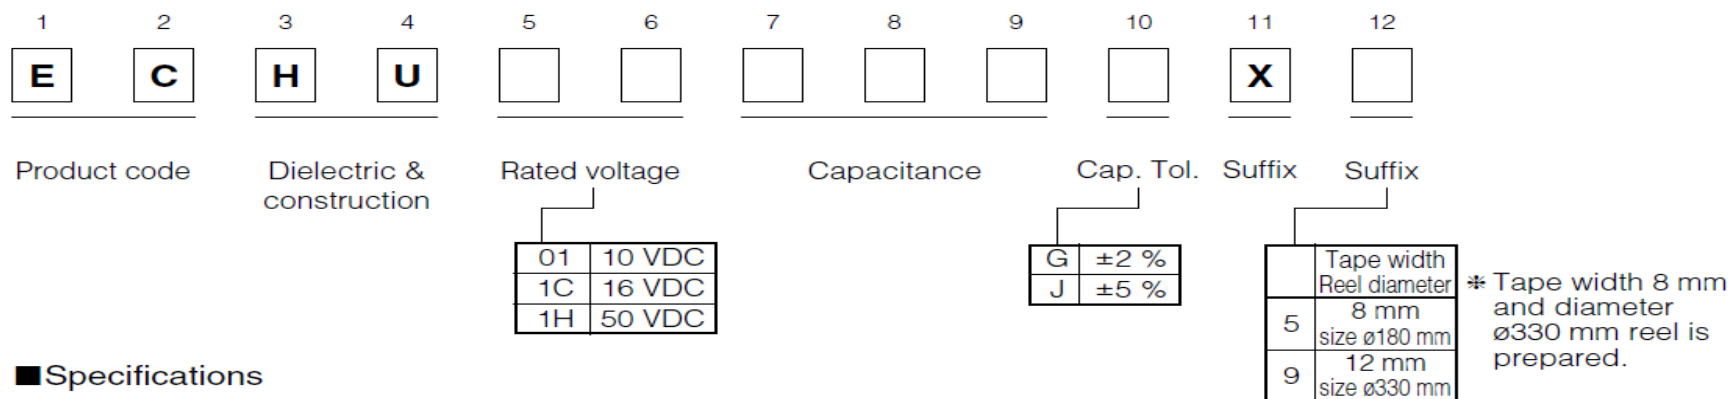 1 2 3 4 5 6 7 8 9 10 11 12
E C H U X
Product code Dielectric & Rated voltage Capacitance Cap. Tol. Suffix Suffix
construction
01 10 VDC
1C 16 VDC
1H 50 VDC
G ±2 %
J ±5 %
Tape width
Reel diameter
5 8 mm
size ø180 mm
9 12 mm
size ø330 mm
※ Tape width 8 mm
and diameter
ø330 mm reel is
prepared.
■Specifications